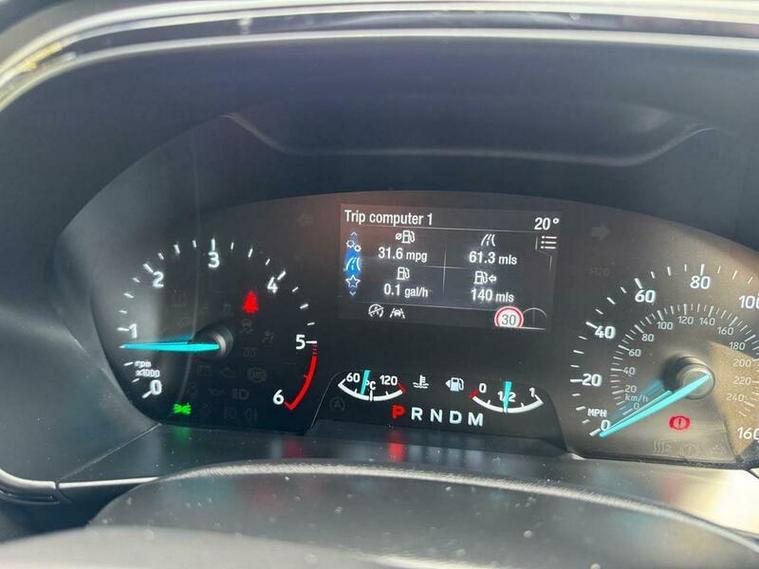 Trip computer 1 20°
31.6 mpg 61.3 mls
0.1 gal/h 140 mls
30
0 1 2 3 4 5 6
rpm
x1000
60 °C 120
0 1/2 1
P R N D M
0 20 40 60 80 100 160
MPH
0 20 40 60 80 100 120 140 160 180 200 220 240
km/h